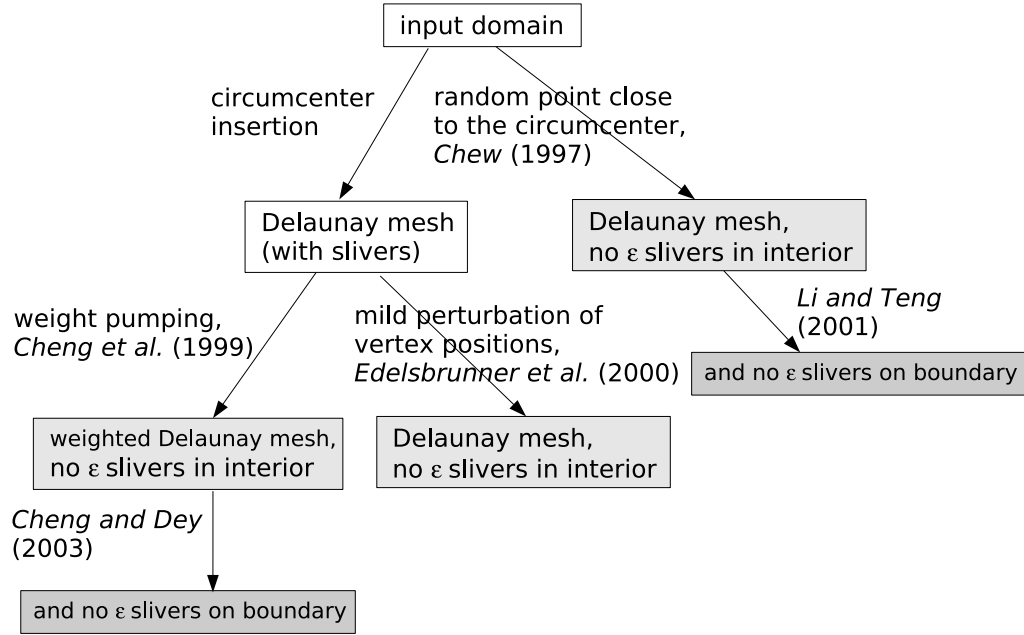 input domain
circumcenter
insertion
random point close
to the circumcenter,
Chew (1997)
Delaunay mesh
(with slivers)
Delaunay mesh,
no ε slivers in interior
Li and Teng
(2001)
and no ε slivers on boundary
weight pumping,
Cheng et al. (1999)
mild perturbation of
vertex positions,
Edelsbrunner et al. (2000)
weighted Delaunay mesh,
no ε slivers in interior
Delaunay mesh,
no ε slivers in interior
Cheng and Dey
(2003)
and no ε slivers on boundary